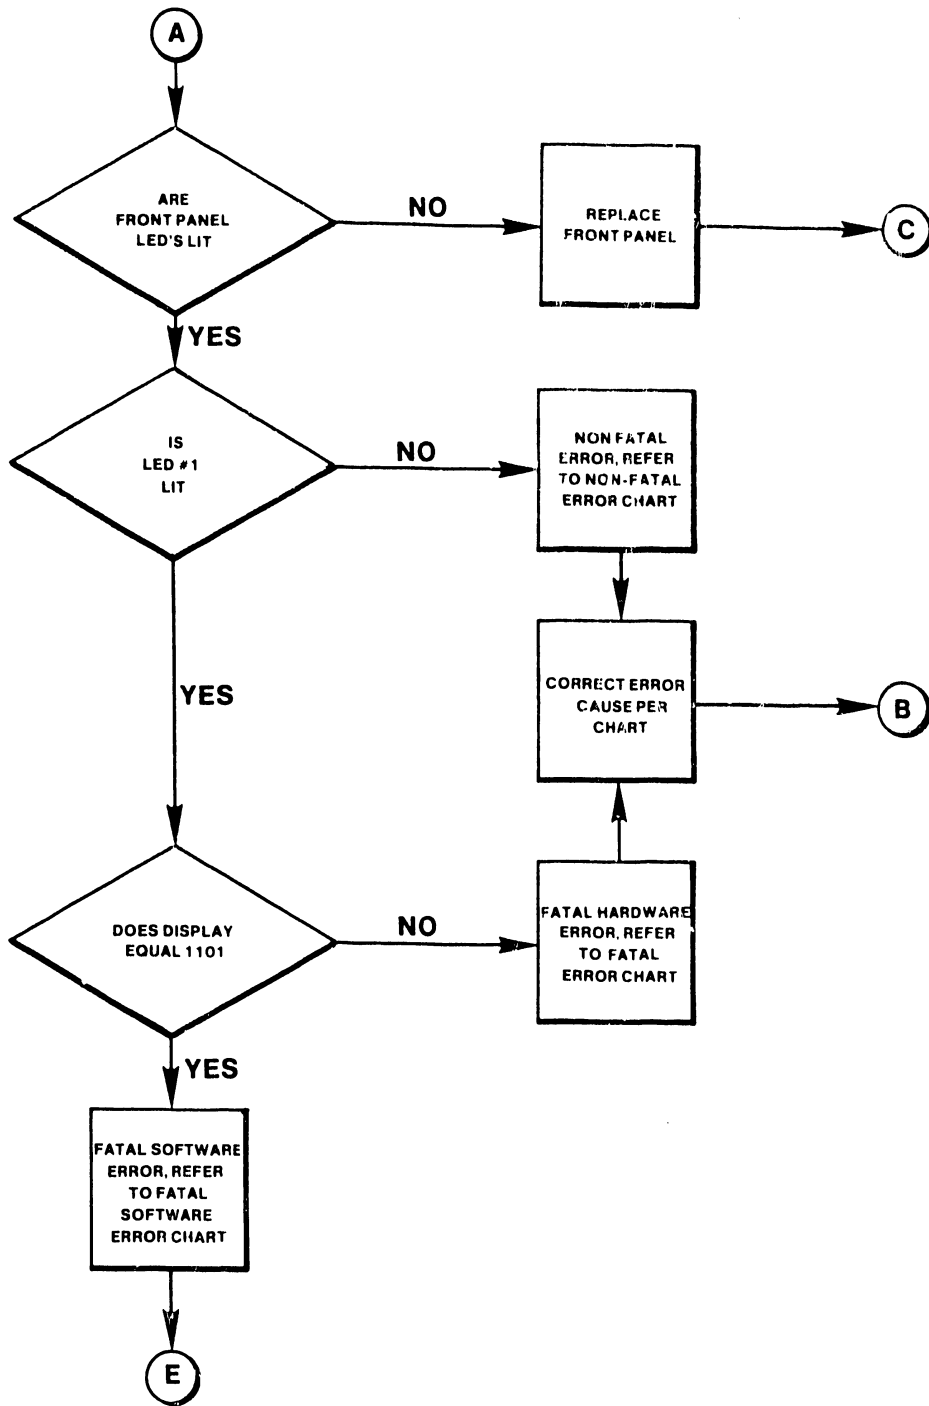 A
ARE
FRONT PANEL
LED'S LIT
NO
REPLACE
FRONT PANEL
C
YES
IS
LED #1
LIT
NO
NON FATAL
ERROR, REFER
TO NON-FATAL
ERROR CHART
YES
CORRECT ERROR
CAUSE PER
CHART
B
DOES DISPLAY
EQUAL 1101
NO
FATAL HARDWARE
ERROR, REFER
TO FATAL
ERROR CHART
YES
FATAL SOFTWARE
ERROR, REFER
TO FATAL
SOFTWARE
ERROR CHART
E